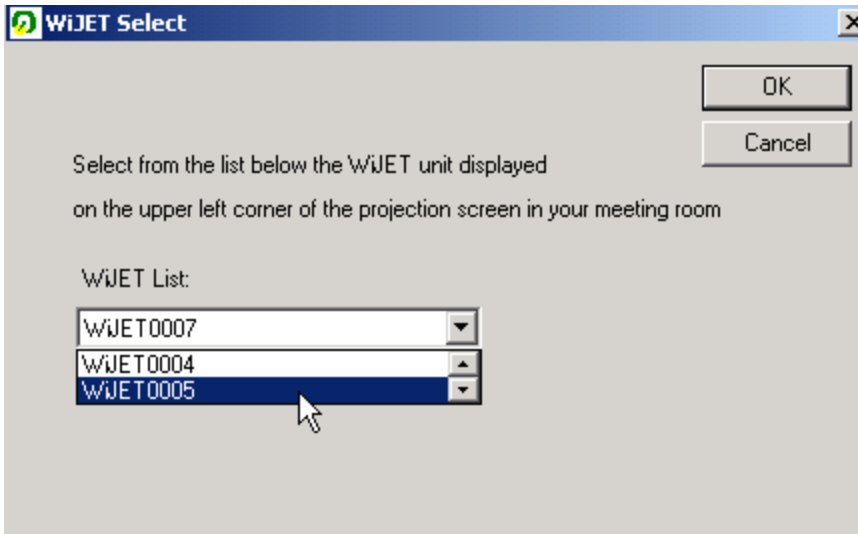 WiJET Select
OK
Cancel
Select from the list below the WiJET unit displayed
on the upper left corner of the projection screen in your meeting room
WiJET List:
WiJET0007
WiJET0004
WiJET0005